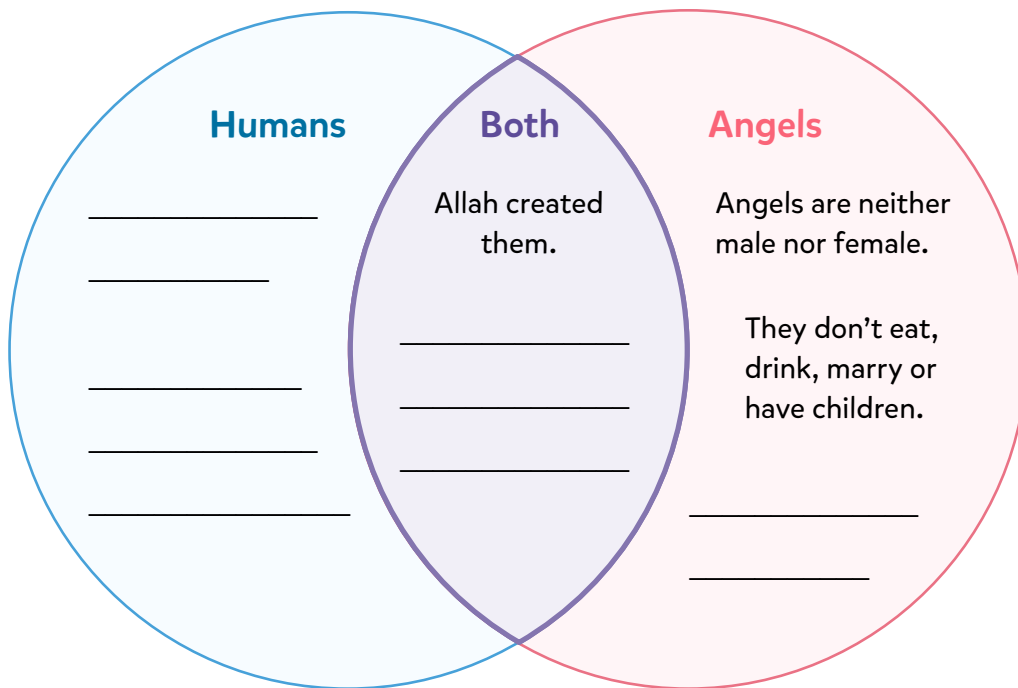 Humans
Both
Allah created
them.
Angels
Angels are neither
male nor female.
They don’t eat,
drink, marry or
have children.